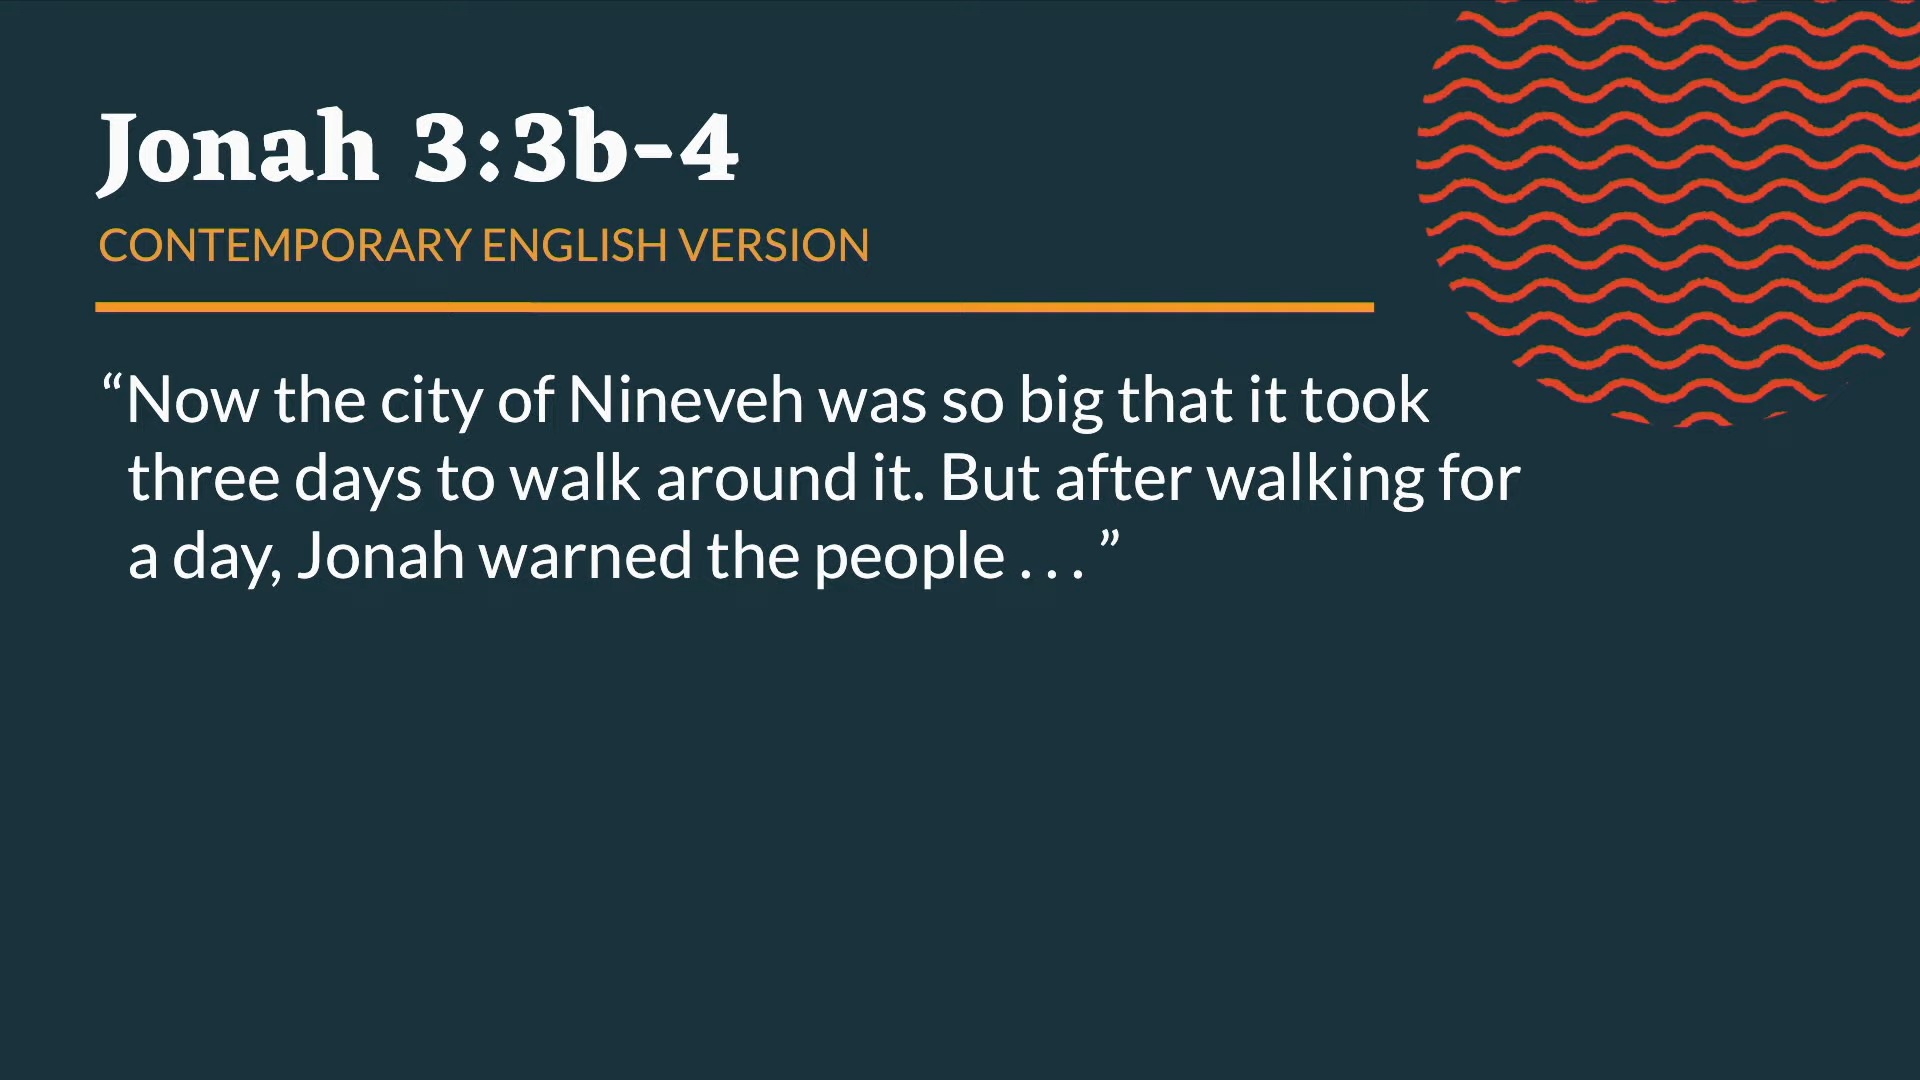 Jonah 3:3b-4
CONTEMPORARY ENGLISH VERSION
“Now the city of Nineveh was so big that it took
three days to walk around it. But after walking for
a day, Jonah warned the people . . . ”